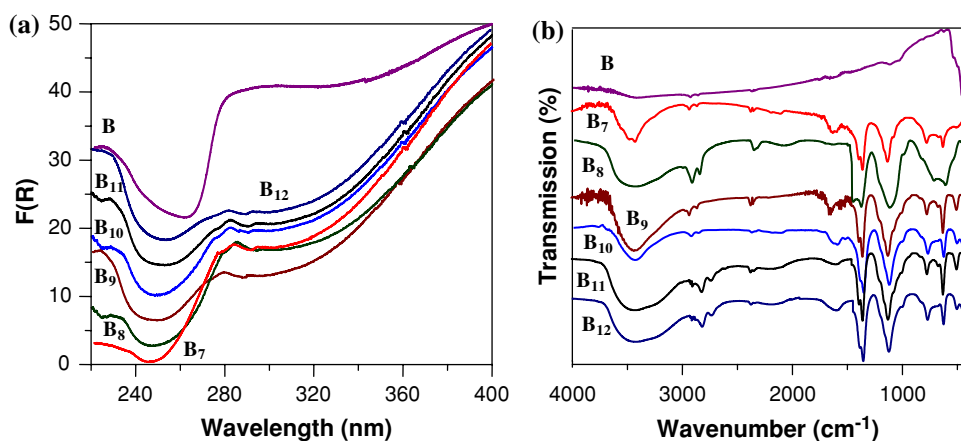 (a)
50
40
30
20
10
0
F(R)
B
B11
B10
B9
B8
B7
B12
240 280 320 360 400
Wavelength (nm)
(b)
Transmission (%)
B
B7
B8
B9
B10
B11
B12
4000 3000 2000 1000
Wavenumber (cm-1)